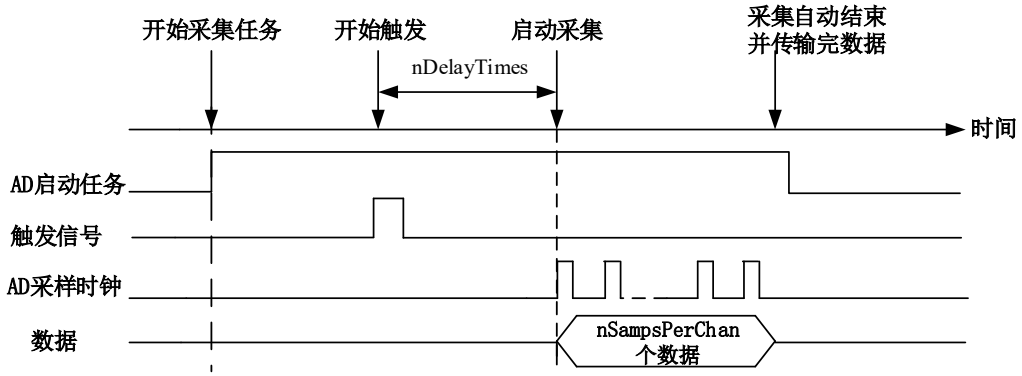 开始采集任务
开始触发
启动采集
采集自动结束
并传输完数据
nDelayTimes
时间
AD启动任务
触发信号
AD采样时钟
数据
nSampsPerChan
个数据